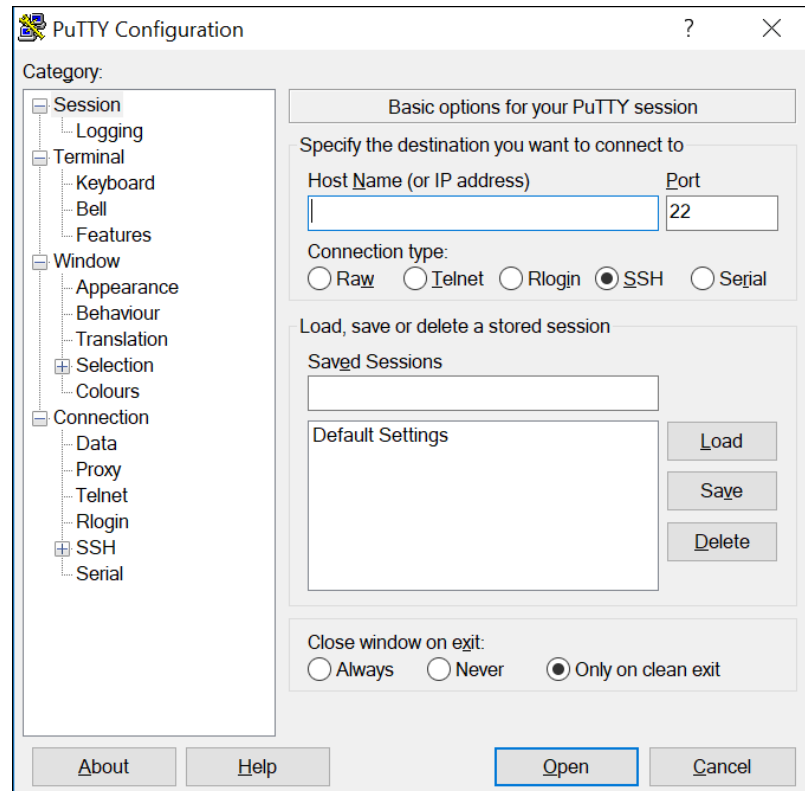 PuTTY Configuration
?
Category:
Session
Logging
Terminal
Keyboard
Bell
Features
Window
Appearance
Behaviour
Translation
Selection
Colours
Connection
Data
Proxy
Telnet
Rlogin
SSH
Serial
Basic options for your PuTTY session
Specify the destination you want to connect to
Host Name (or IP address) Port
22
Connection type:
Raw Telnet Rlogin SSH Serial
Load, save or delete a stored session
Saved Sessions
Default Settings
Load
Save
Delete
Close window on exit:
Always Never Only on clean exit
About Help Open Cancel